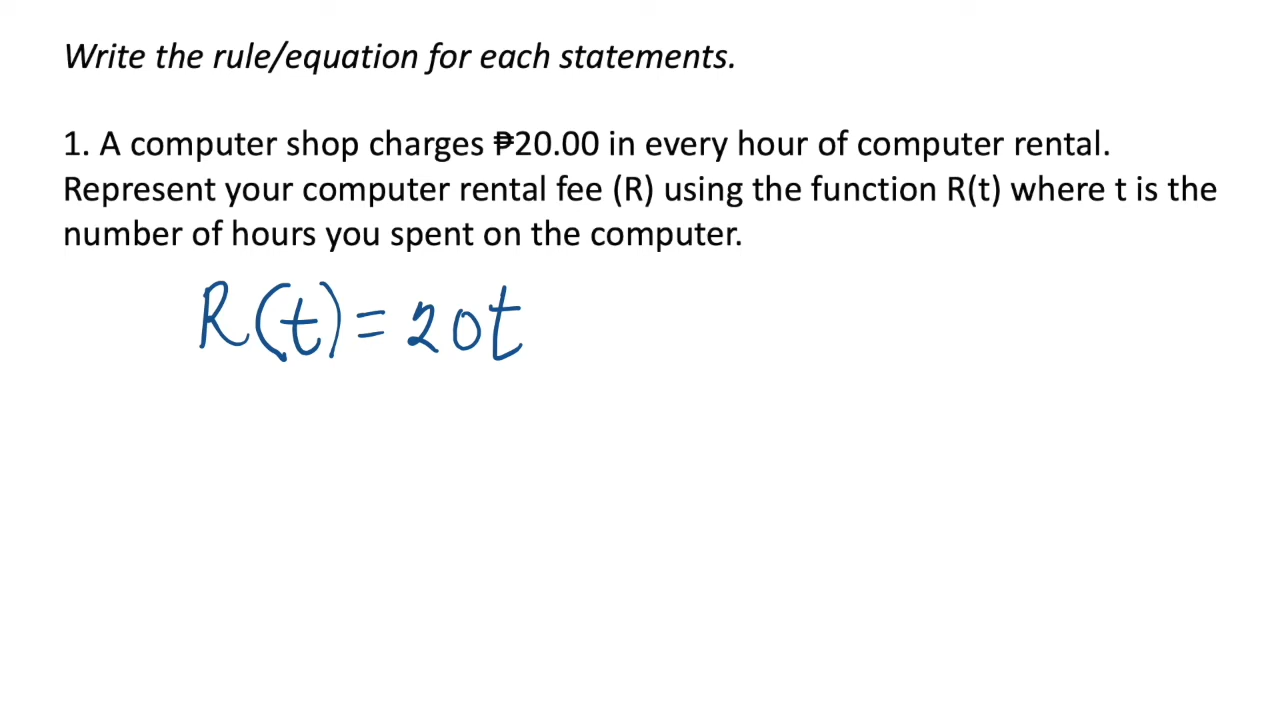 Write the rule/equation for each statements.
1. A computer shop charges ₱20.00 in every hour of computer rental.
Represent your computer rental fee (R) using the function R(t) where t is the
number of hours you spent on the computer.
R(t) = 20t